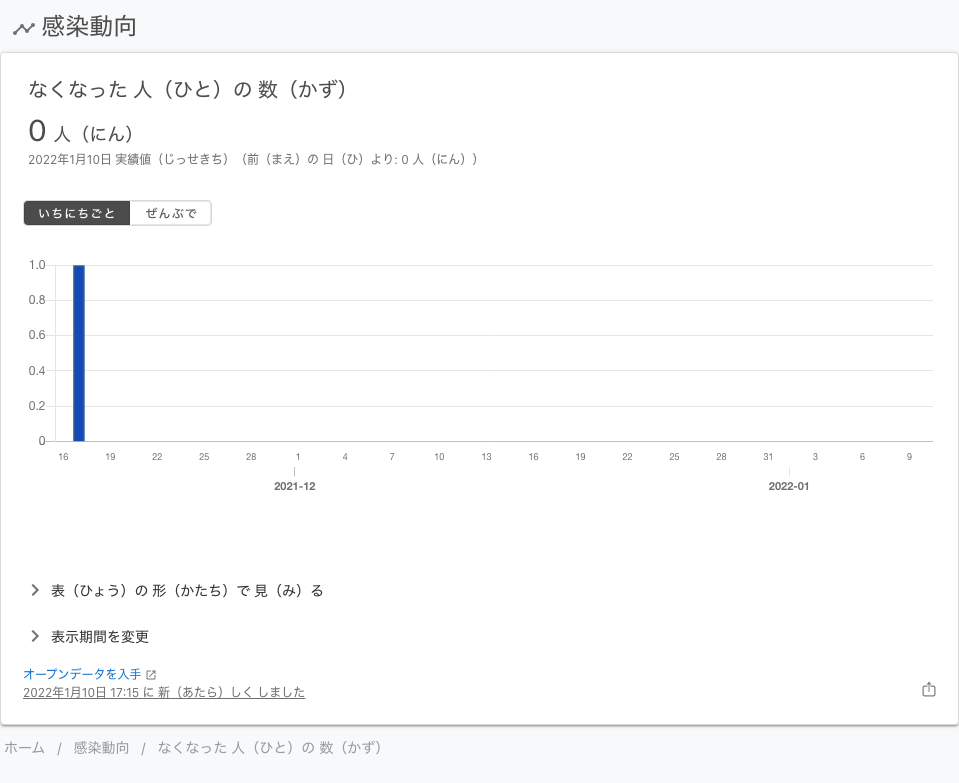 感染動向
なくなった 人（ひと）の 数（かず）
0 人（にん）
2022年1月10日 実績値（じっせきち）（前（まえ）の 日（ひ）より: 0 人（にん））
いちにちごと ぜんぶで
1.0
0.8
0.6
0.4
0.2
0
16 19 22 25 28 1 4 7 10 13 16 19 22 25 28 31 3 6 9
2021-12 2022-01
表（ひょう）の 形（かたち）で 見（み）る
表示期間を変更
オープンデータを入手
2022年1月10日 17:15 に 新（あたら）しく しました
ホーム / 感染動向 / なくなった 人（ひと）の 数（かず）